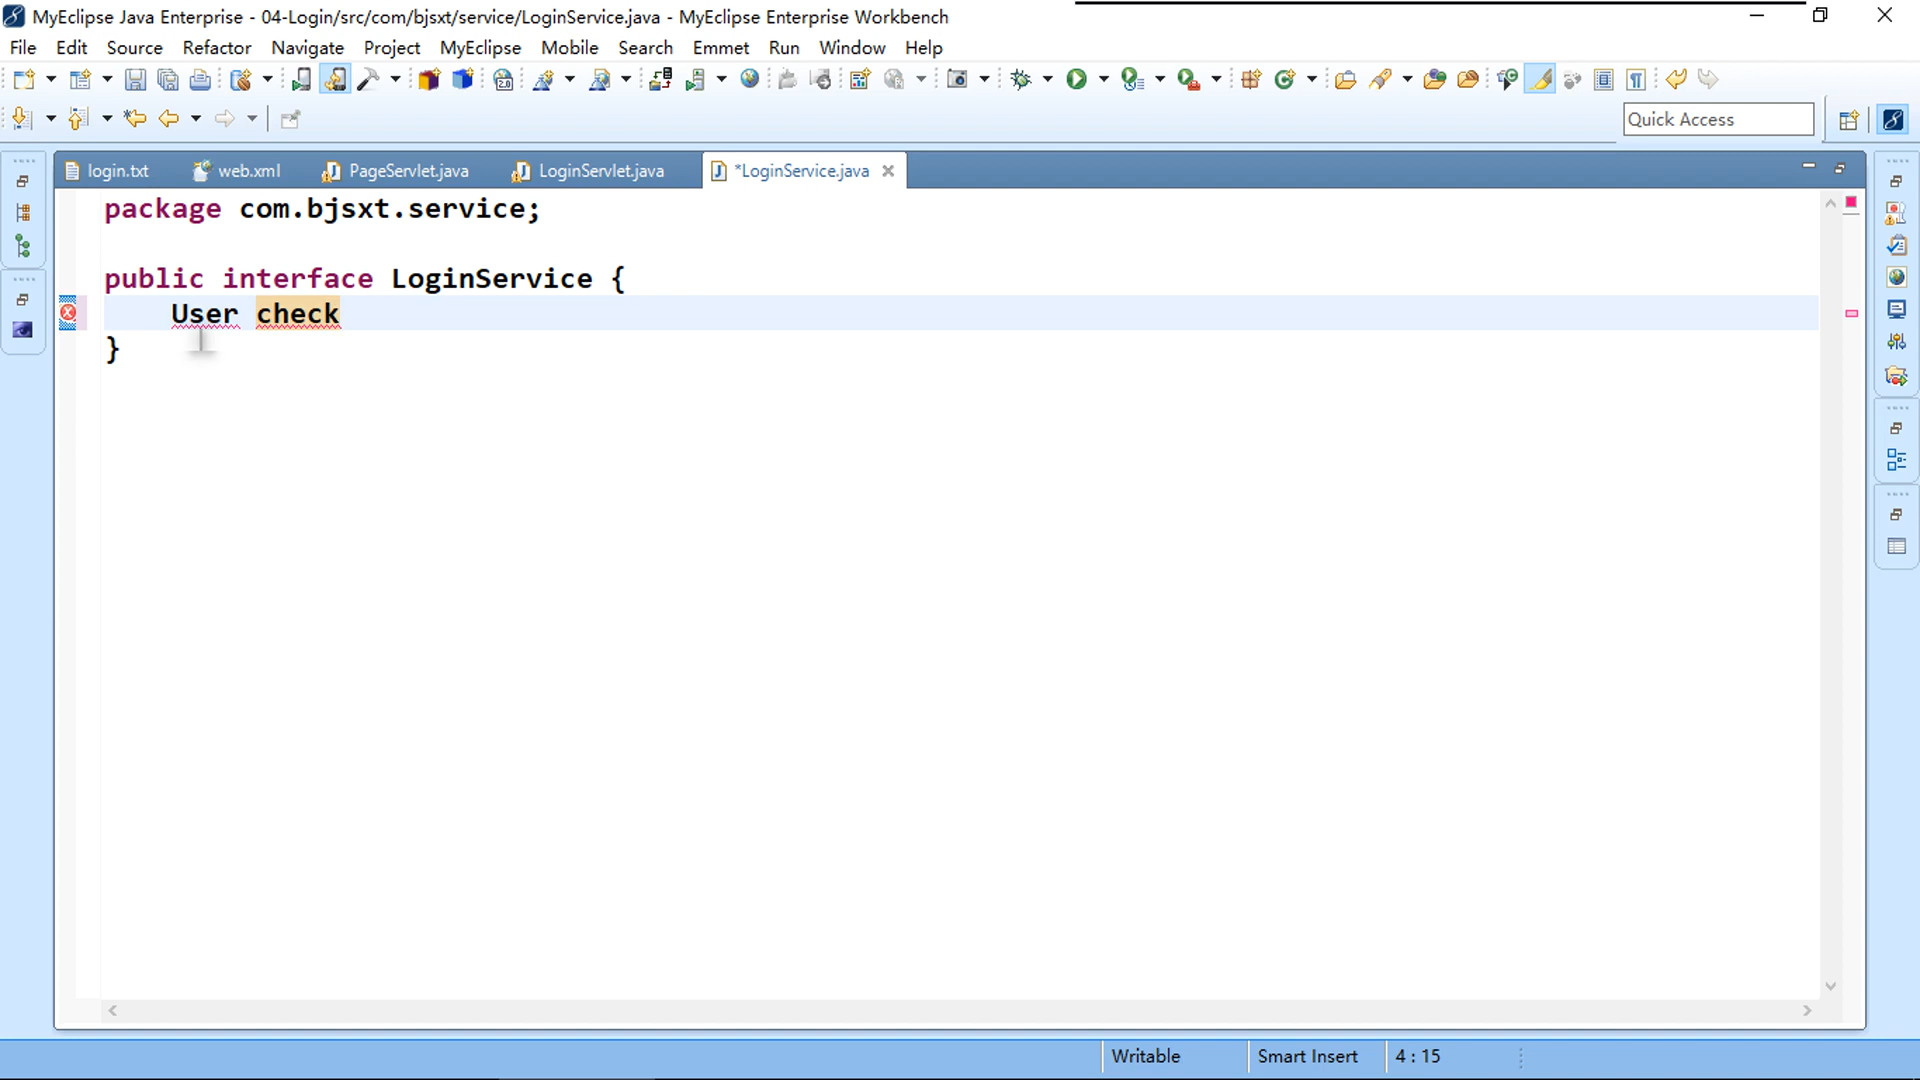 MyEclipse Java Enterprise - 04-Login/src/com/bjsxt/service/LoginService.java - MyEclipse Enterprise Workbench
File Edit Source Refactor Navigate Project MyEclipse Mobile Search Emmet Run Window Help
Quick Access
login.txt web.xml PageServlet.java LoginServlet.java *LoginService.java
package com.bjsxt.service;
public interface LoginService {
User check
}
Writable Smart Insert 4 : 15